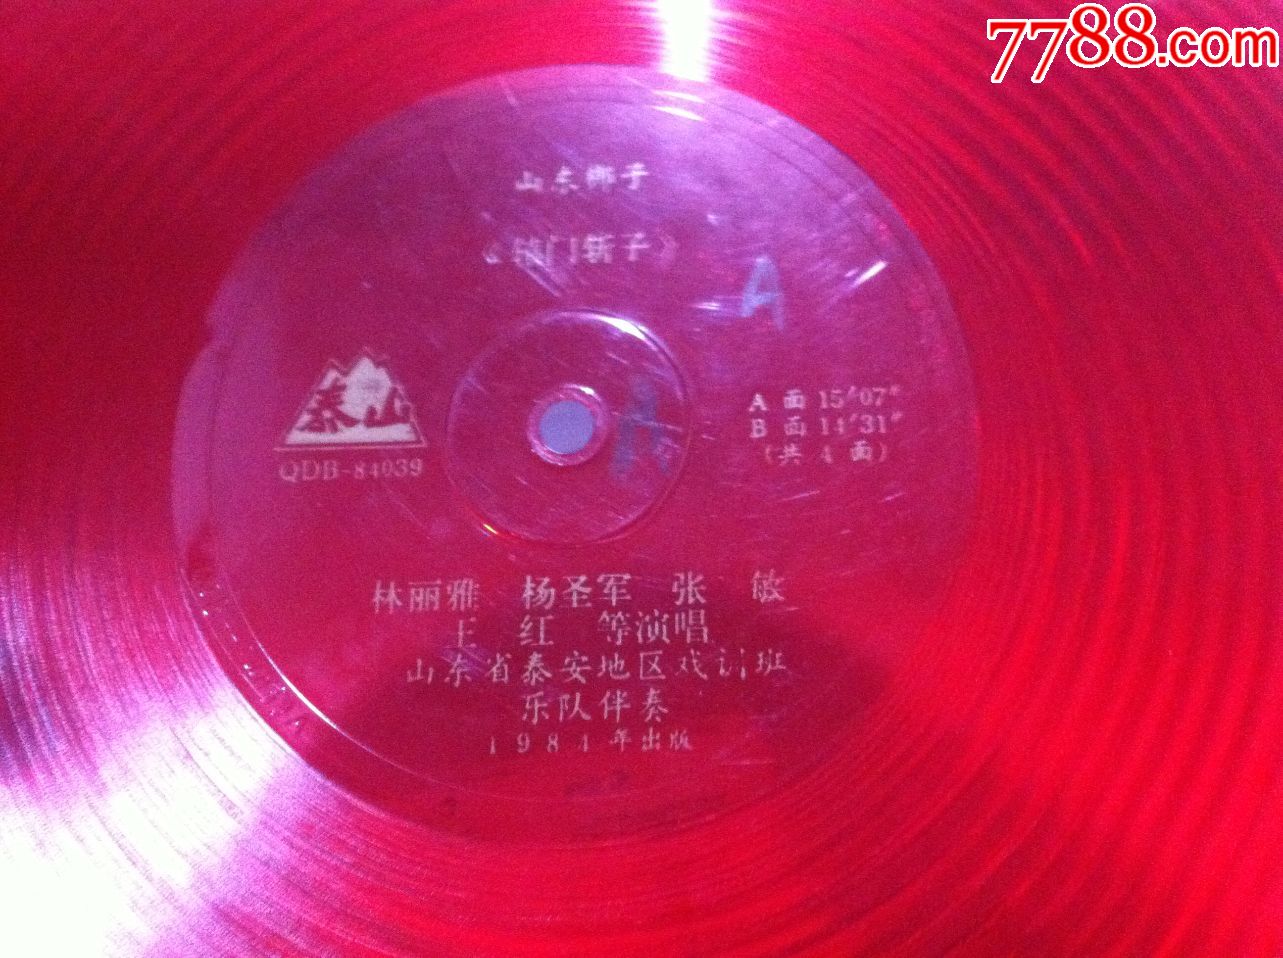 7788.com
山东梆子
《辕门斩子》
A
A
泰山
QDB-84039
A 面 15′07″
B 面 14′31″
(共 4 面)
林丽雅 杨圣军 张 敏
王 红 等演唱
山东省泰安地区戏训班
乐队伴奏
1984年出版